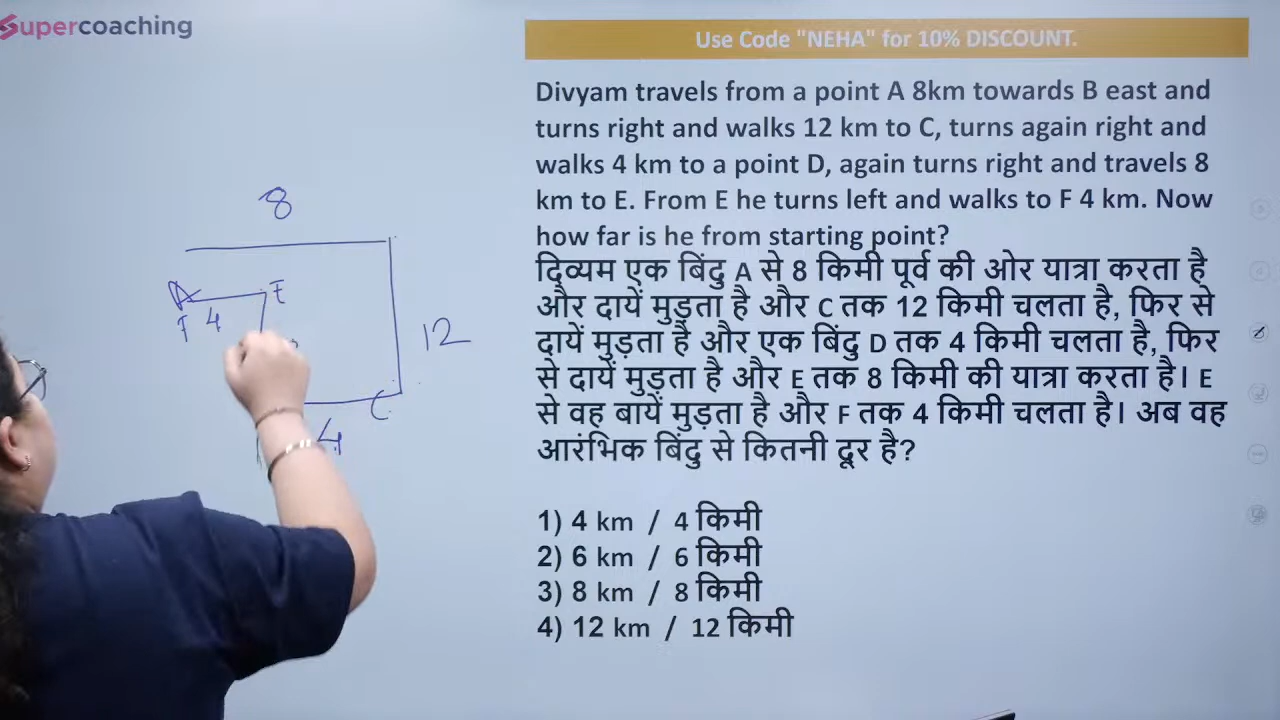 Supercoaching
Use Code "NEHA" for 10% DISCOUNT.
Divyam travels from a point A 8km towards B east and
turns right and walks 12 km to C, turns again right and
walks 4 km to a point D, again turns right and travels 8
km to E. From E he turns left and walks to F 4 km. Now
how far is he from starting point?
दिव्यम एक बिंदु A से 8 किमी पूर्व की ओर यात्रा करता है
और दायें मुड़ता है और C तक 12 किमी चलता है, फिर से
दायें मुड़ता है और एक बिंदु D तक 4 किमी चलता है, फिर
से दायें मुड़ता है और E तक 8 किमी की यात्रा करता है। E
से वह बायें मुड़ता है और F तक 4 किमी चलता है। अब वह
आरंभिक बिंदु से कितनी दूर है?
1) 4 km / 4 किमी
2) 6 km / 6 किमी
3) 8 km / 8 किमी
4) 12 km / 12 किमी
8
E
F 4
12
C
4